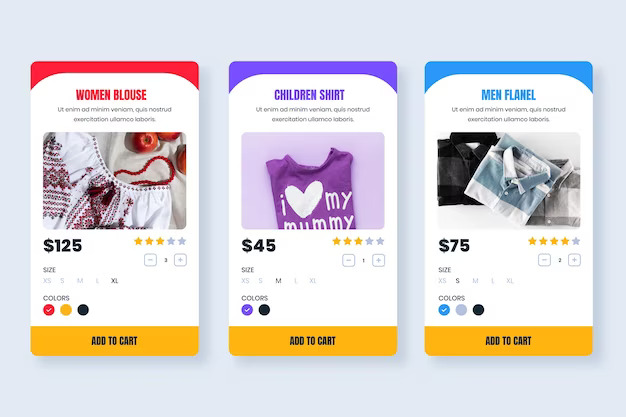 WOMEN BLOUSE
Ut enim ad minim veniam, quis nostrud
exercitation ullamco laboris.
$125
3
SIZE
XS S M L XL
COLORS
ADD TO CART
CHILDREN SHIRT
Ut enim ad minim veniam, quis nostrud
exercitation ullamco laboris.
i my
mummy
$45
1
SIZE
XS S M L XL
COLORS
ADD TO CART
MEN FLANEL
Ut enim ad minim veniam, quis nostrud
exercitation ullamco laboris.
$75
2
SIZE
XS S M L XL
COLORS
ADD TO CART